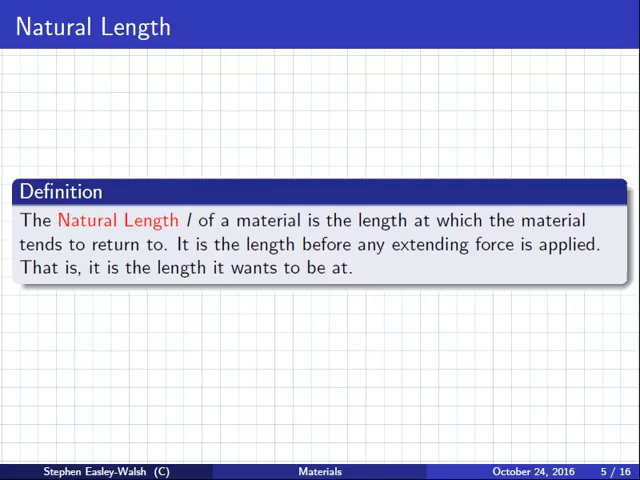 Natural Length
Definition
The Natural Length l of a material is the length at which the material
tends to return to. It is the length before any extending force is applied.
That is, it is the length it wants to be at.
Stephen Easley-Walsh (C) Materials October 24, 2016 5 / 16